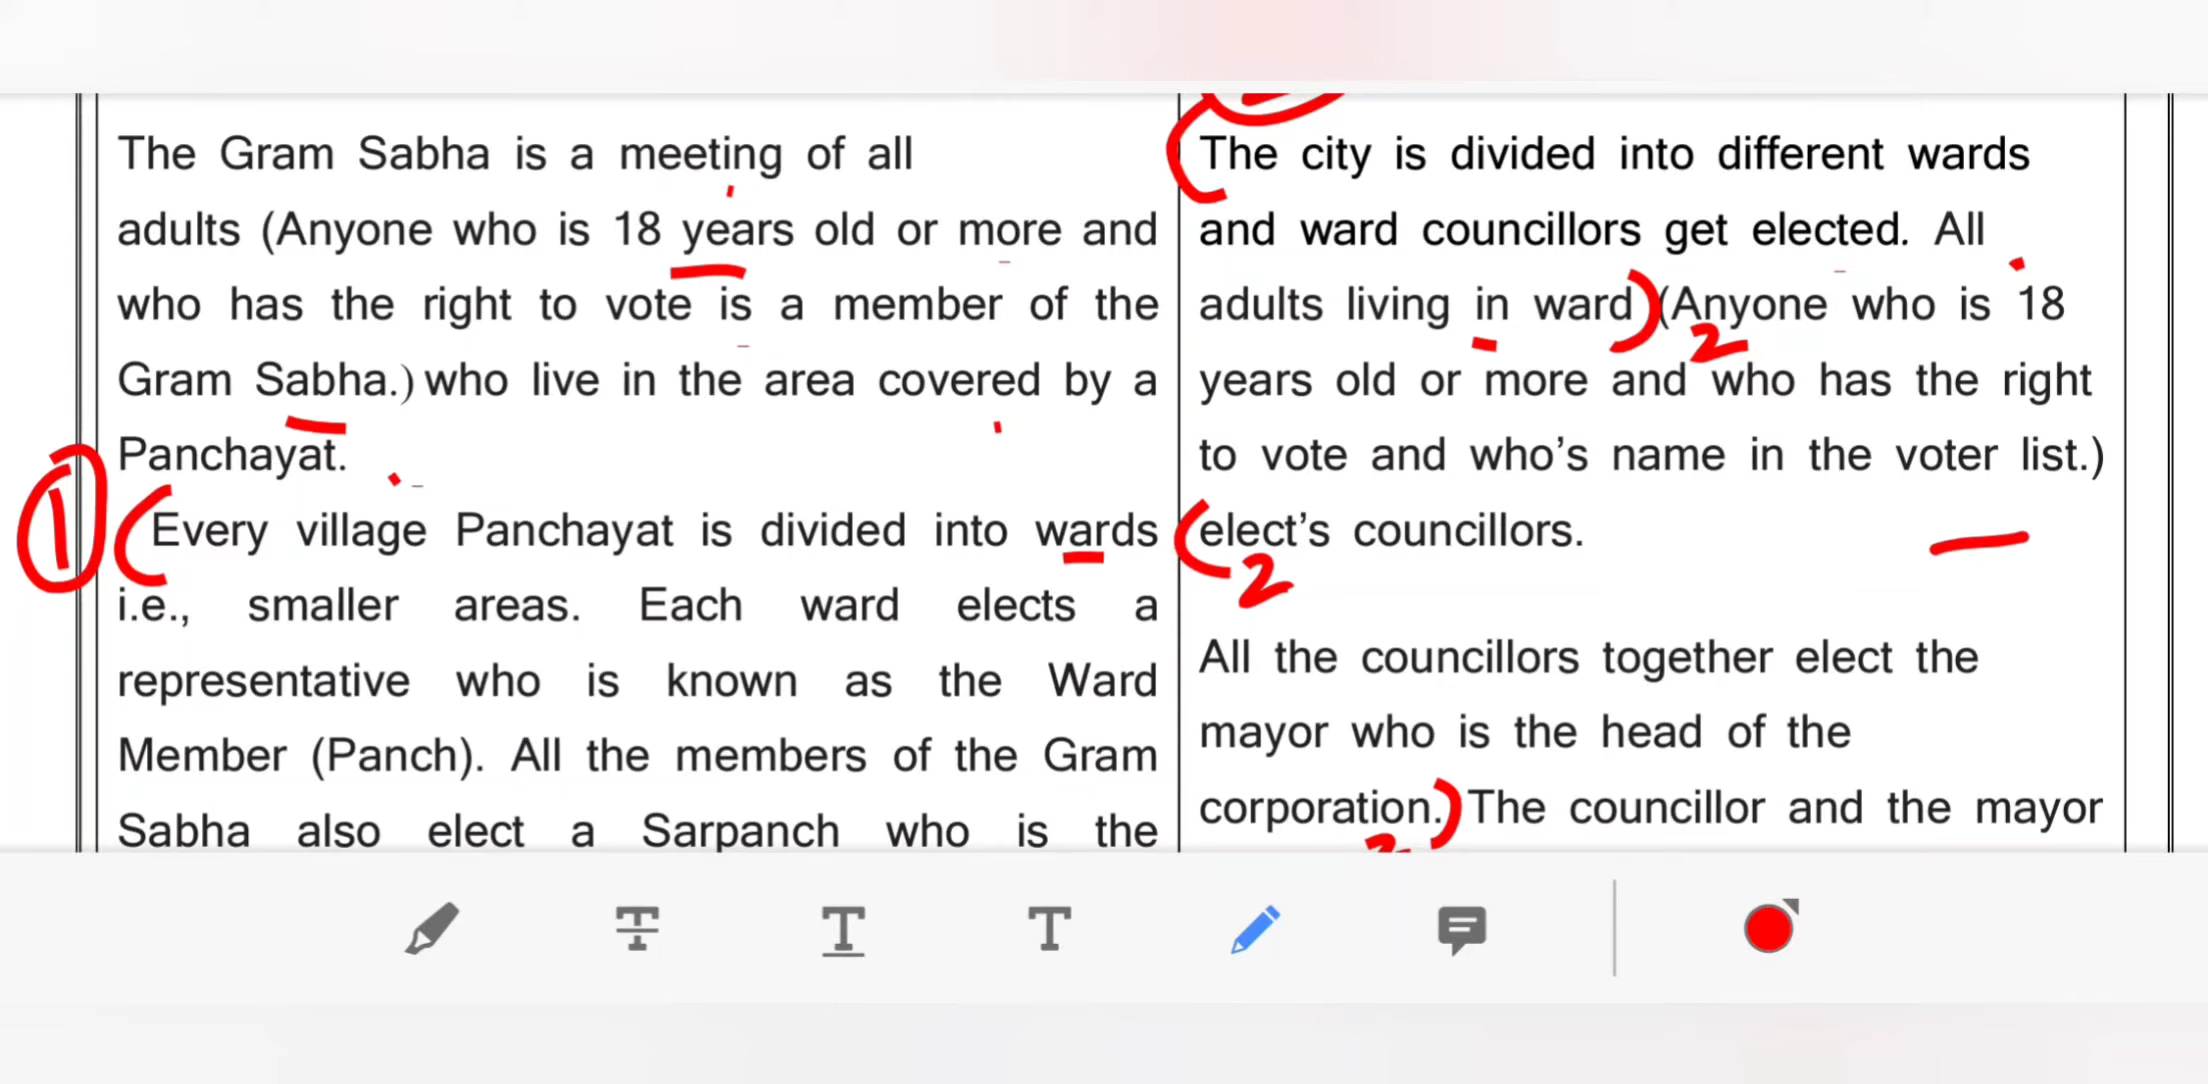 The Gram Sabha is a meeting of all
adults (Anyone who is 18 years old or more and
who has the right to vote is a member of the
Gram Sabha.) who live in the area covered by a
Panchayat.
1
Every village Panchayat is divided into wards
i.e., smaller areas. Each ward elects a
representative who is known as the Ward
Member (Panch). All the members of the Gram
Sabha also elect a Sarpanch who is the
The city is divided into different wards
and ward councillors get elected. All
adults living in ward (Anyone who is 18
2
years old or more and who has the right
to vote and who's name in the voter list.)
elect's councillors.
2
All the councillors together elect the
mayor who is the head of the
corporation. The councillor and the mayor